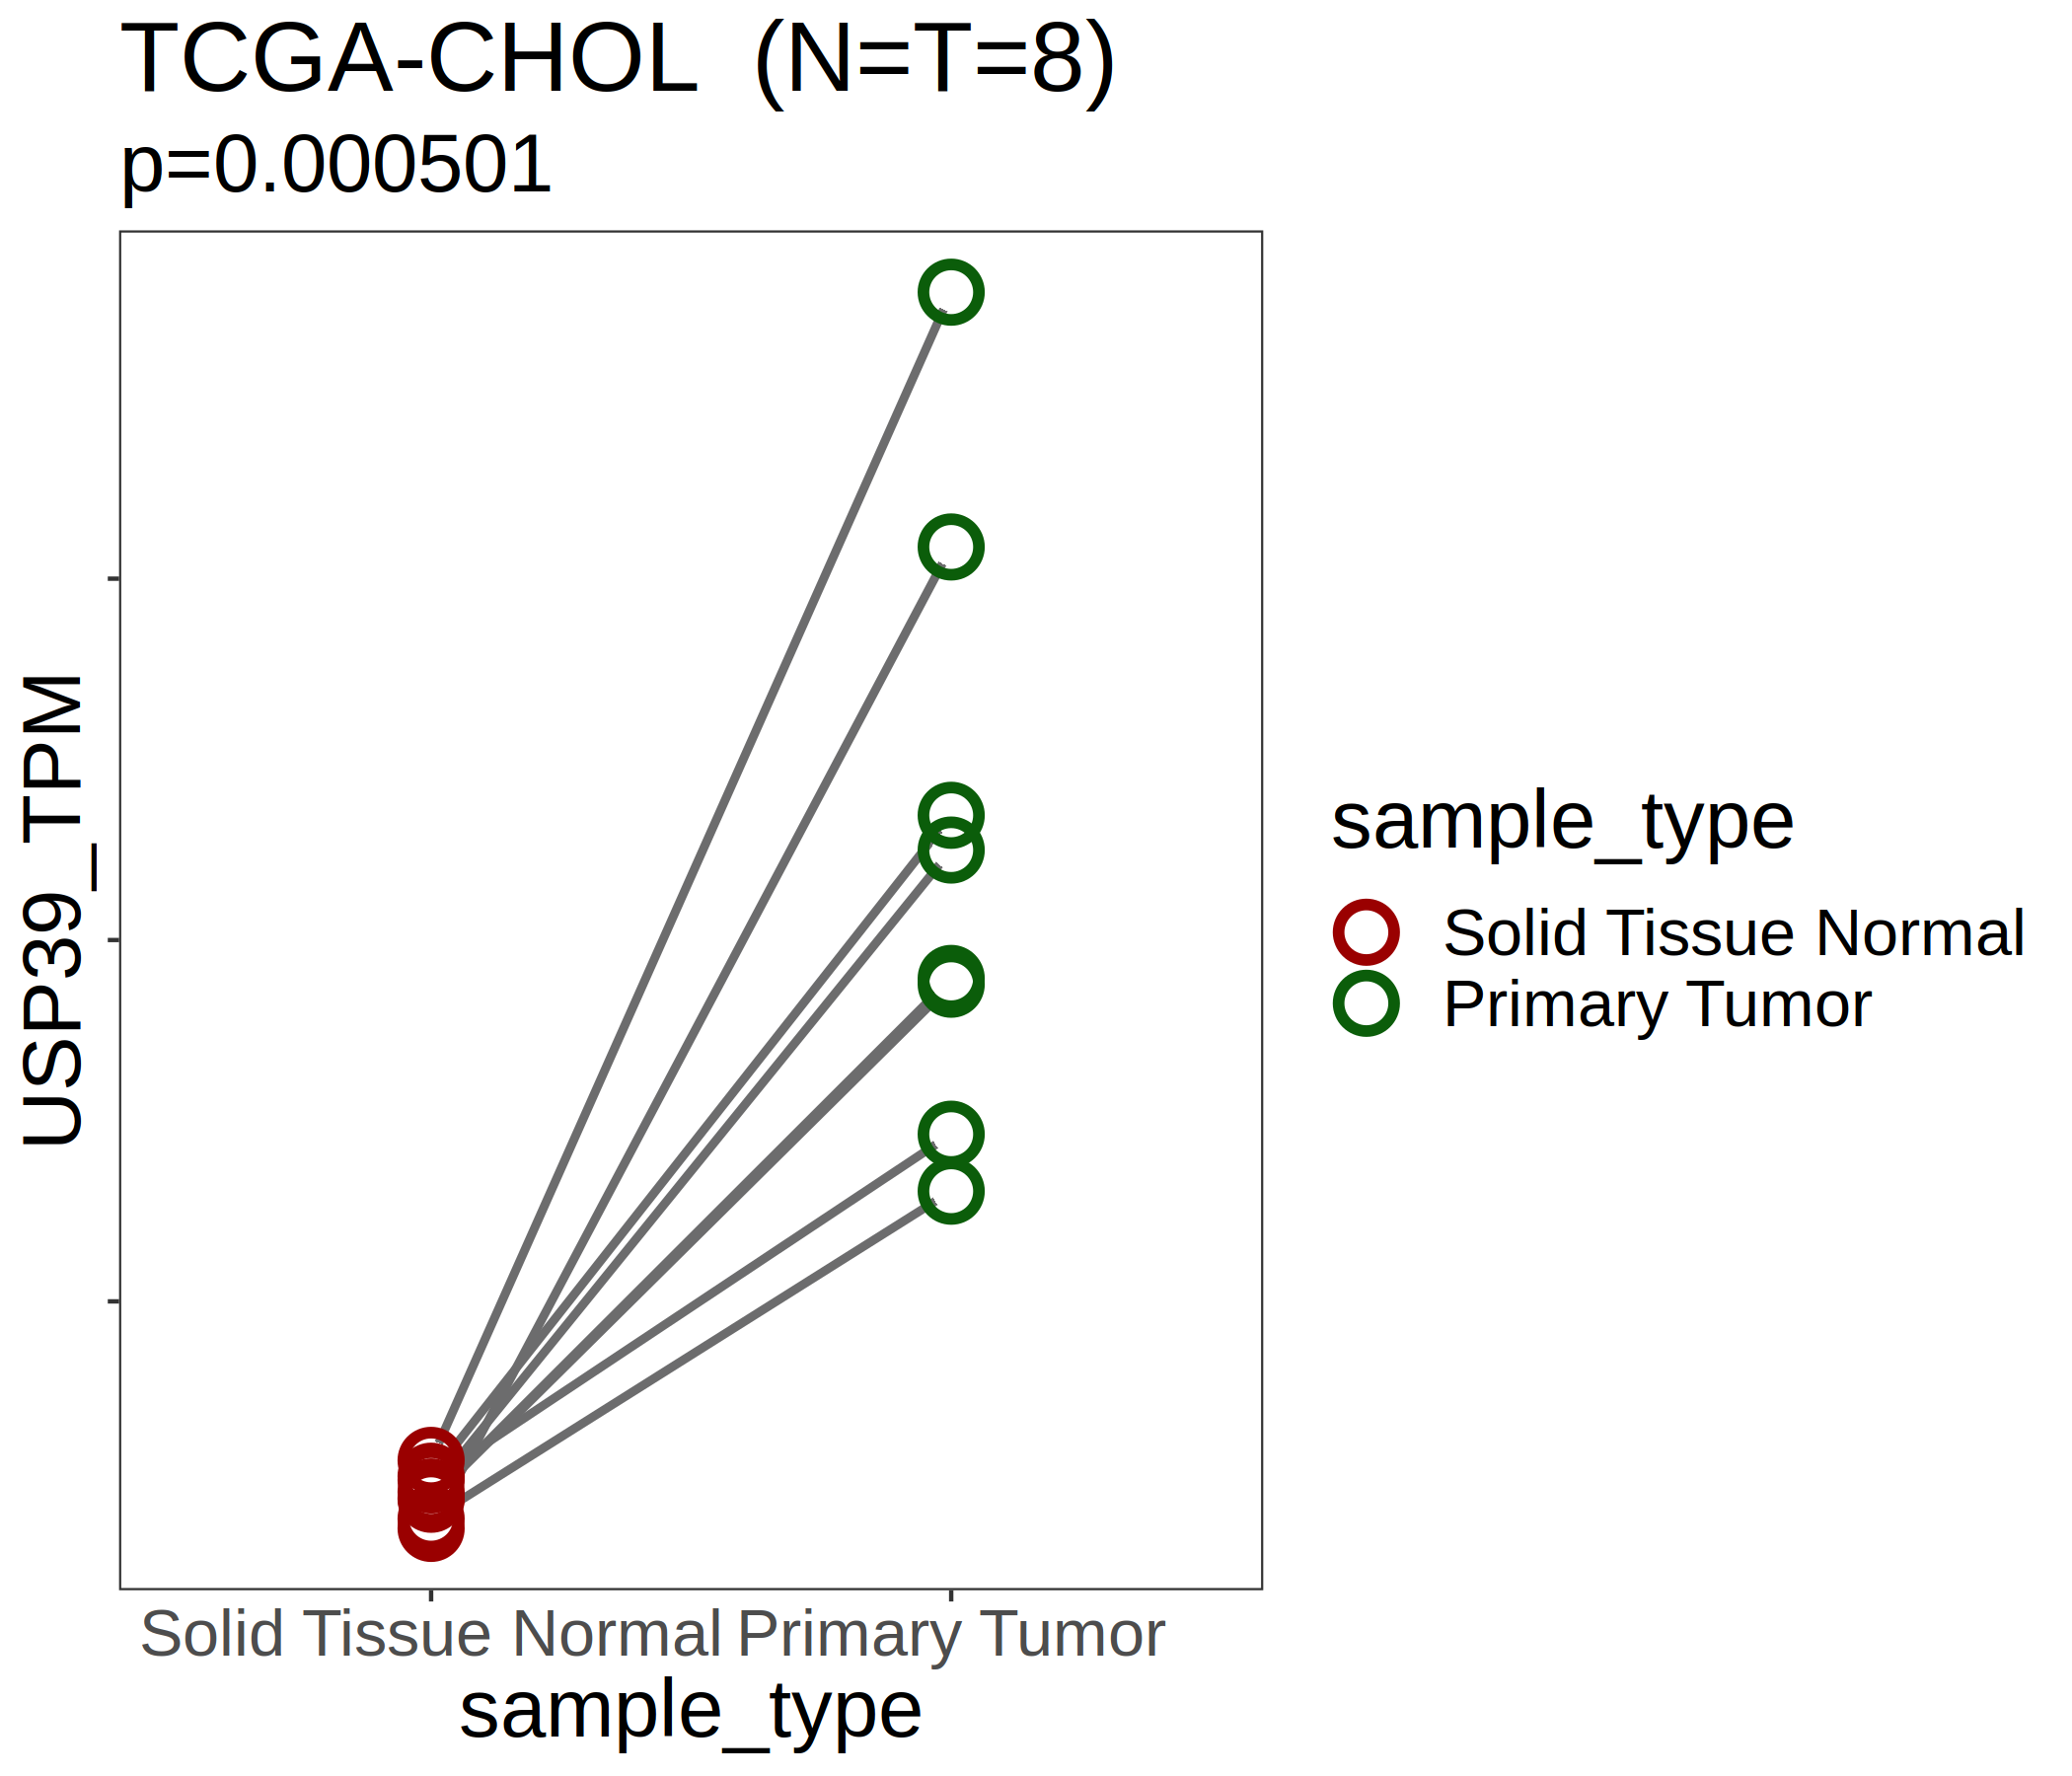 TCGA-CHOL  (N=T=8)
p=0.000501
USP39_TPM
sample_type
Solid Tissue Normal
Primary Tumor
Solid Tissue Normal Primary Tumor
sample_type